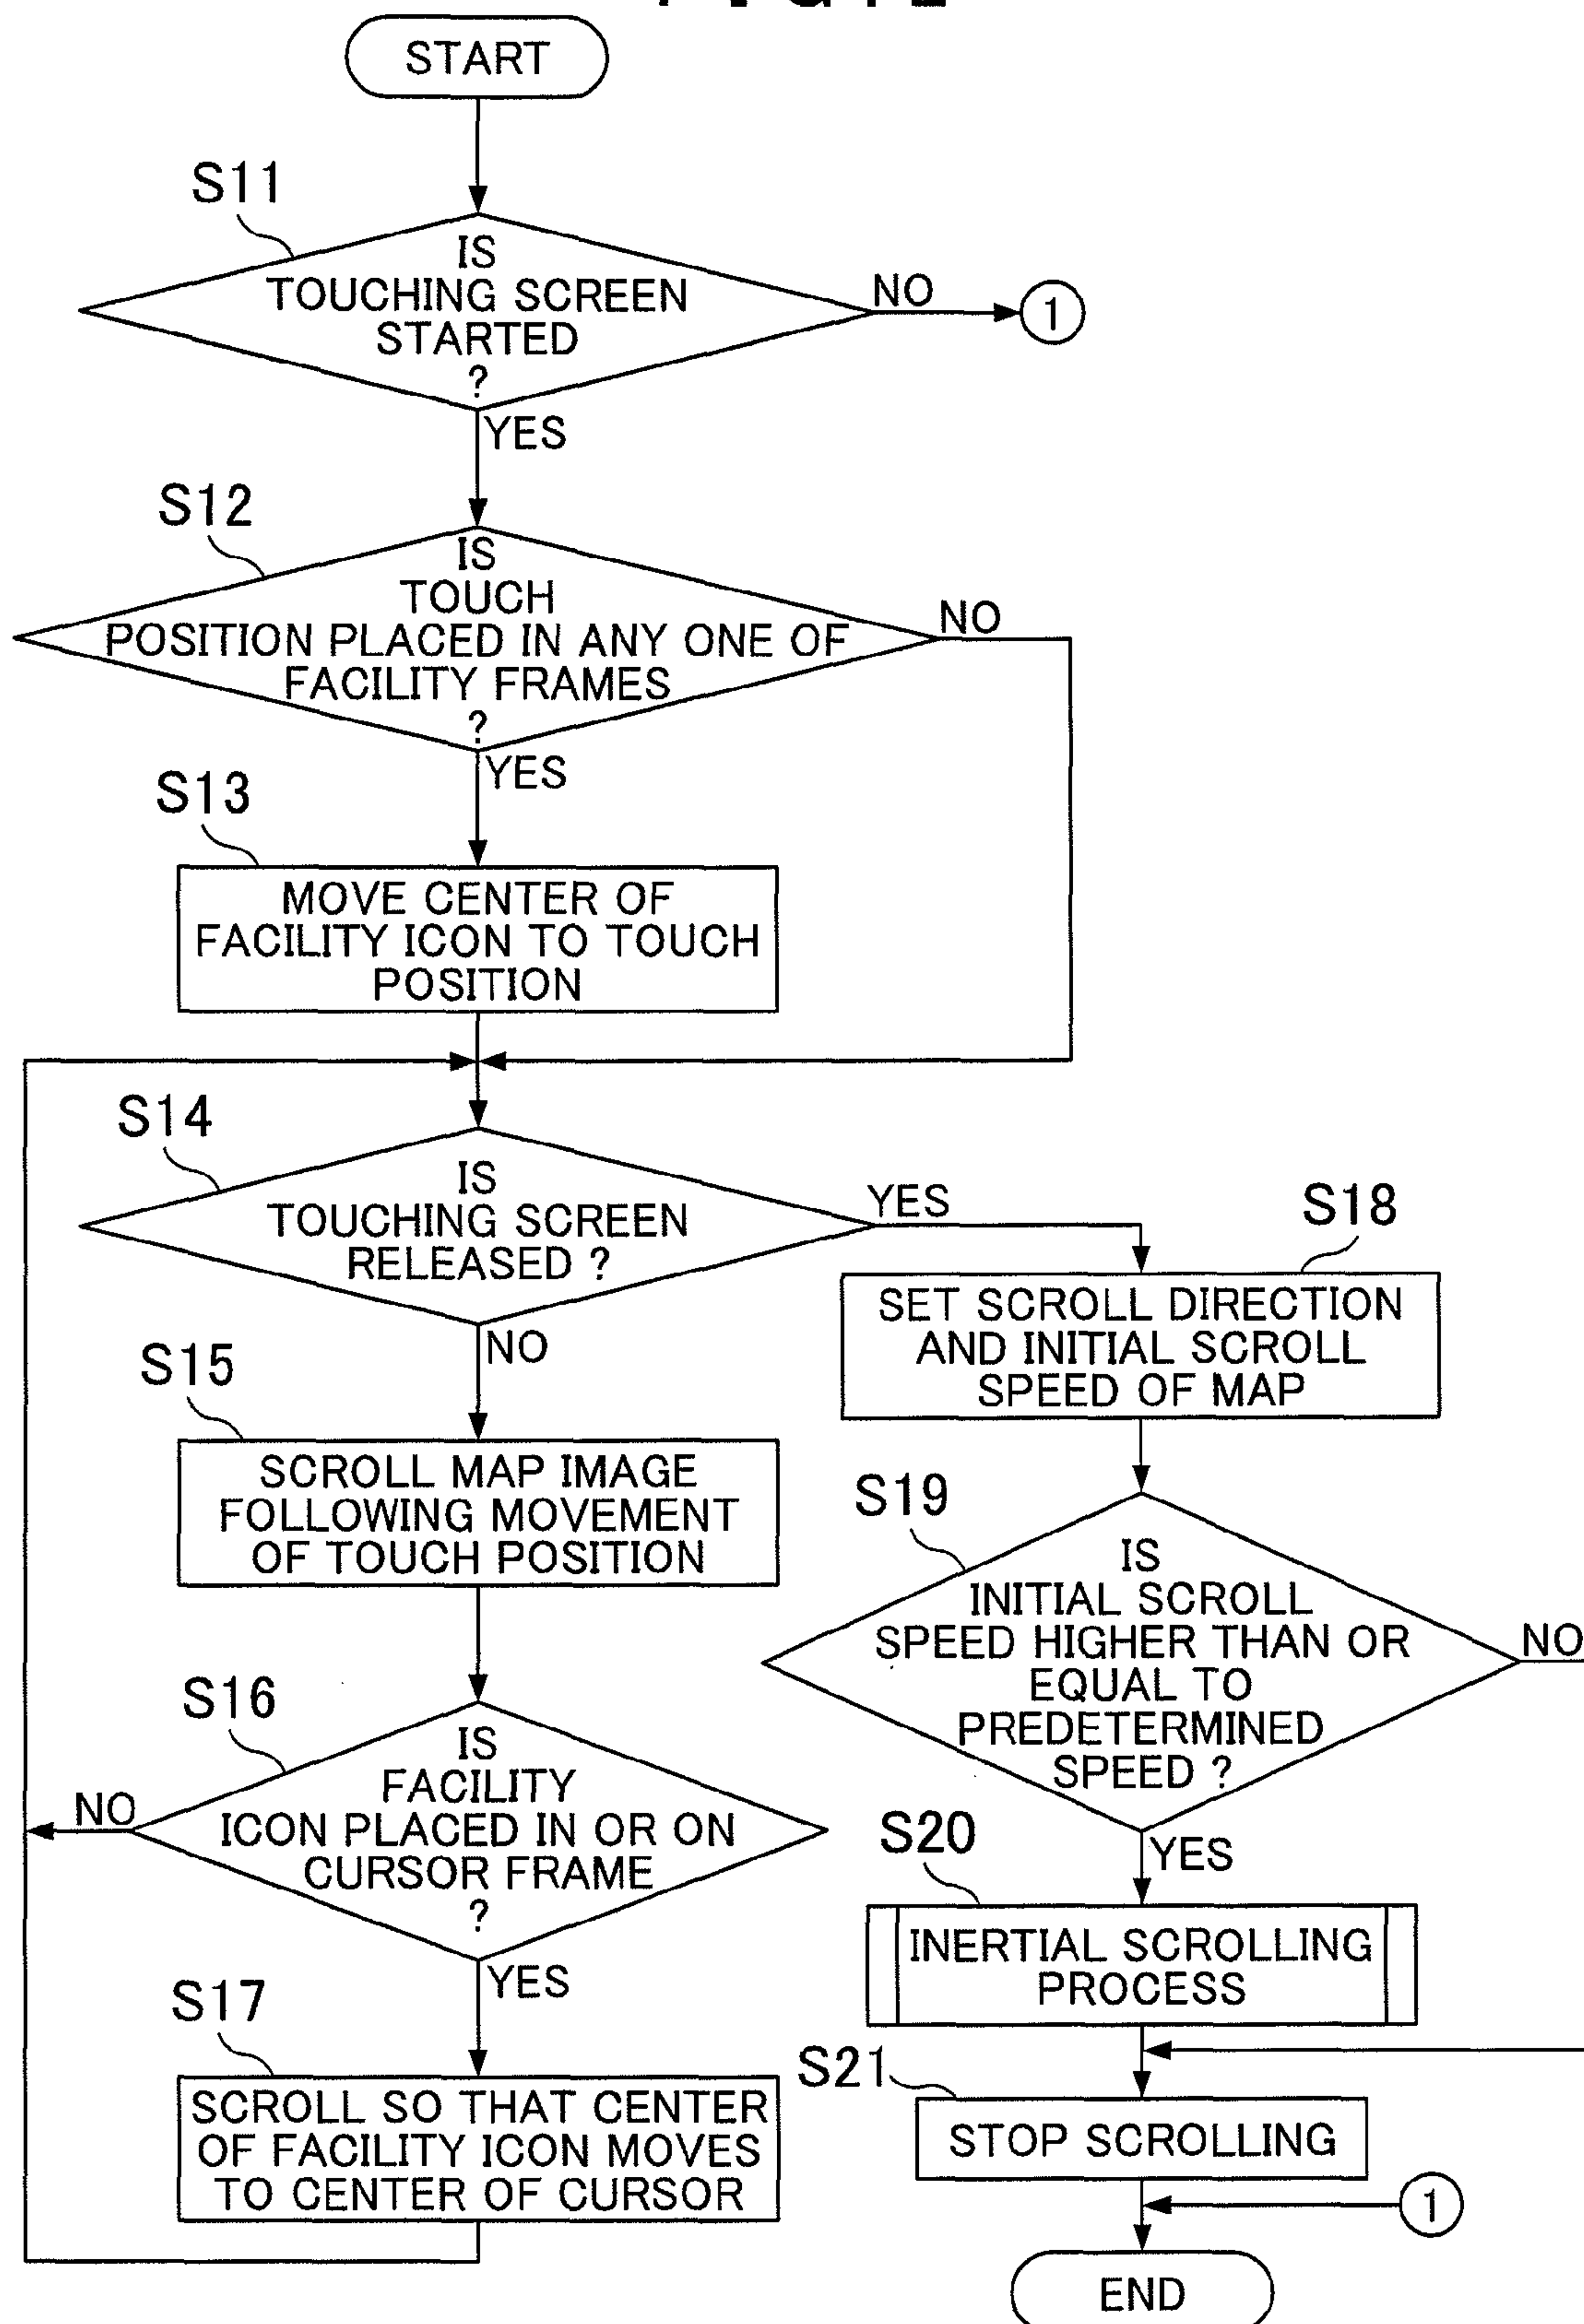 START
S11
IS
TOUCHING SCREEN
STARTED
?
NO
1
YES
S12
IS
TOUCH
POSITION PLACED IN ANY ONE OF
FACILITY FRAMES
?
NO
YES
S13
MOVE CENTER OF
FACILITY ICON TO TOUCH
POSITION
S14
IS
TOUCHING SCREEN
RELEASED ?
YES
NO
S15
SCROLL MAP IMAGE
FOLLOWING MOVEMENT
OF TOUCH POSITION
S16
IS
FACILITY
ICON PLACED IN OR ON
CURSOR FRAME
?
NO
YES
S17
SCROLL SO THAT CENTER
OF FACILITY ICON MOVES
TO CENTER OF CURSOR
S18
SET SCROLL DIRECTION
AND INITIAL SCROLL
SPEED OF MAP
S19
IS
INITIAL SCROLL
SPEED HIGHER THAN OR
EQUAL TO
PREDETERMINED
SPEED ?
NO
YES
S20
INERTIAL SCROLLING
PROCESS
S21
STOP SCROLLING
1
END